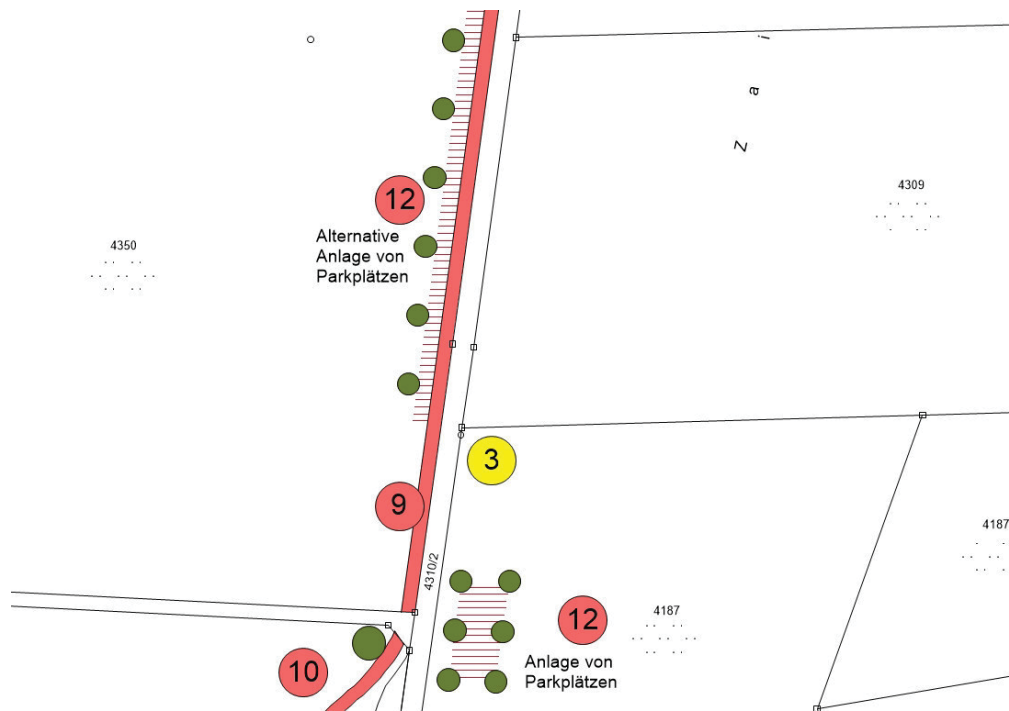 Z a i
4309
12
Alternative
Anlage von
Parkplätzen
4350
3
9
4310/2
4187
12
4187
Anlage von
Parkplätzen
10